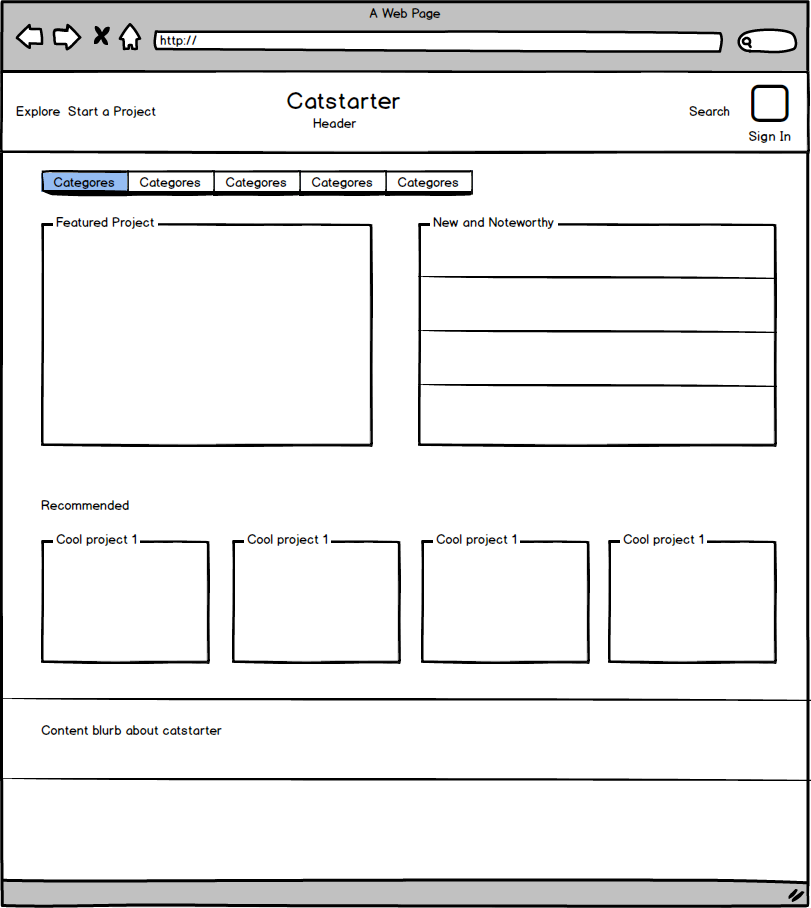 A Web Page
http://
Explore Start a Project
Catstarter
Header
Search
Sign In
Categores Categores Categores Categores Categores
Featured Project
New and Noteworthy
Recommended
Cool project 1 Cool project 1 Cool project 1 Cool project 1
Content blurb about catstarter